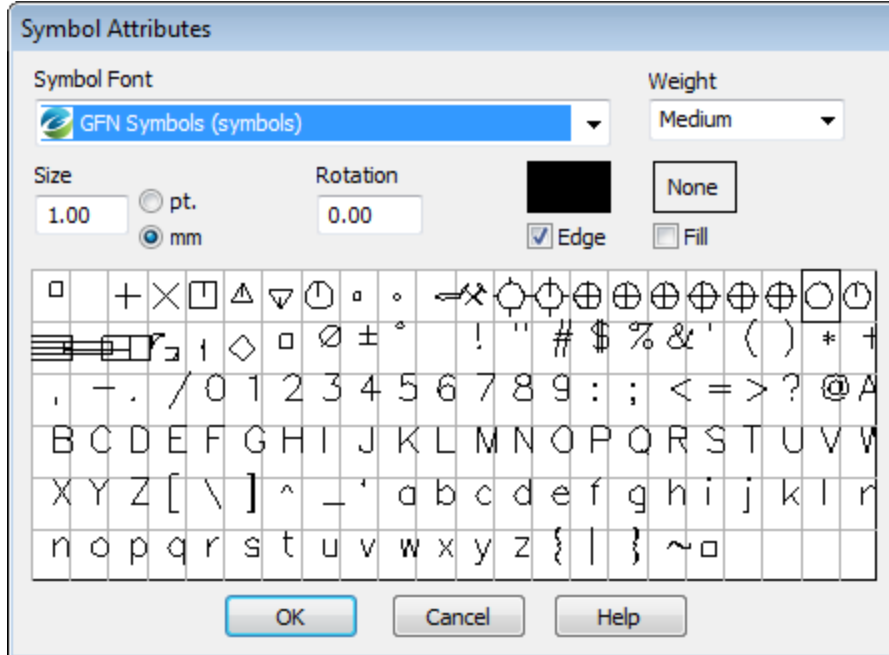 Symbol Attributes
Symbol Font Weight
GFN Symbols (symbols) Medium
Size Rotation
1.00 pt. mm 0.00 None
Edge Fill
± ° ! " # $ % & ' ( ) * +
, - . / 0 1 2 3 4 5 6 7 8 9 : ; < = > ? @ A
B C D E F G H I J K L M N O P Q R S T U V W
X Y Z [ \ ] ^ _ ' a b c d e f g h i j k l m
n o p q r s t u v w x y z { | } ~
OK Cancel Help